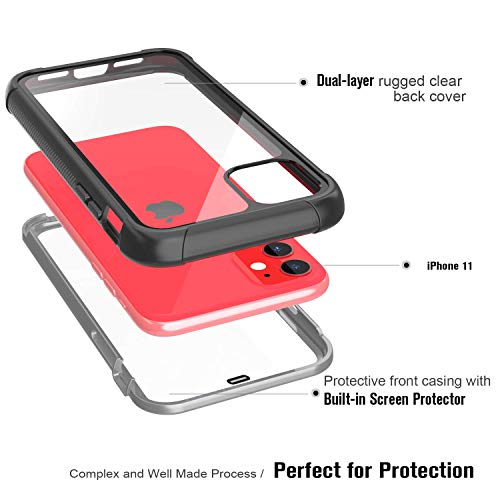 Dual-layer rugged clear
back cover
iPhone 11
Protective front casing with
Built-in Screen Protector
Complex and Well Made Process / Perfect for Protection